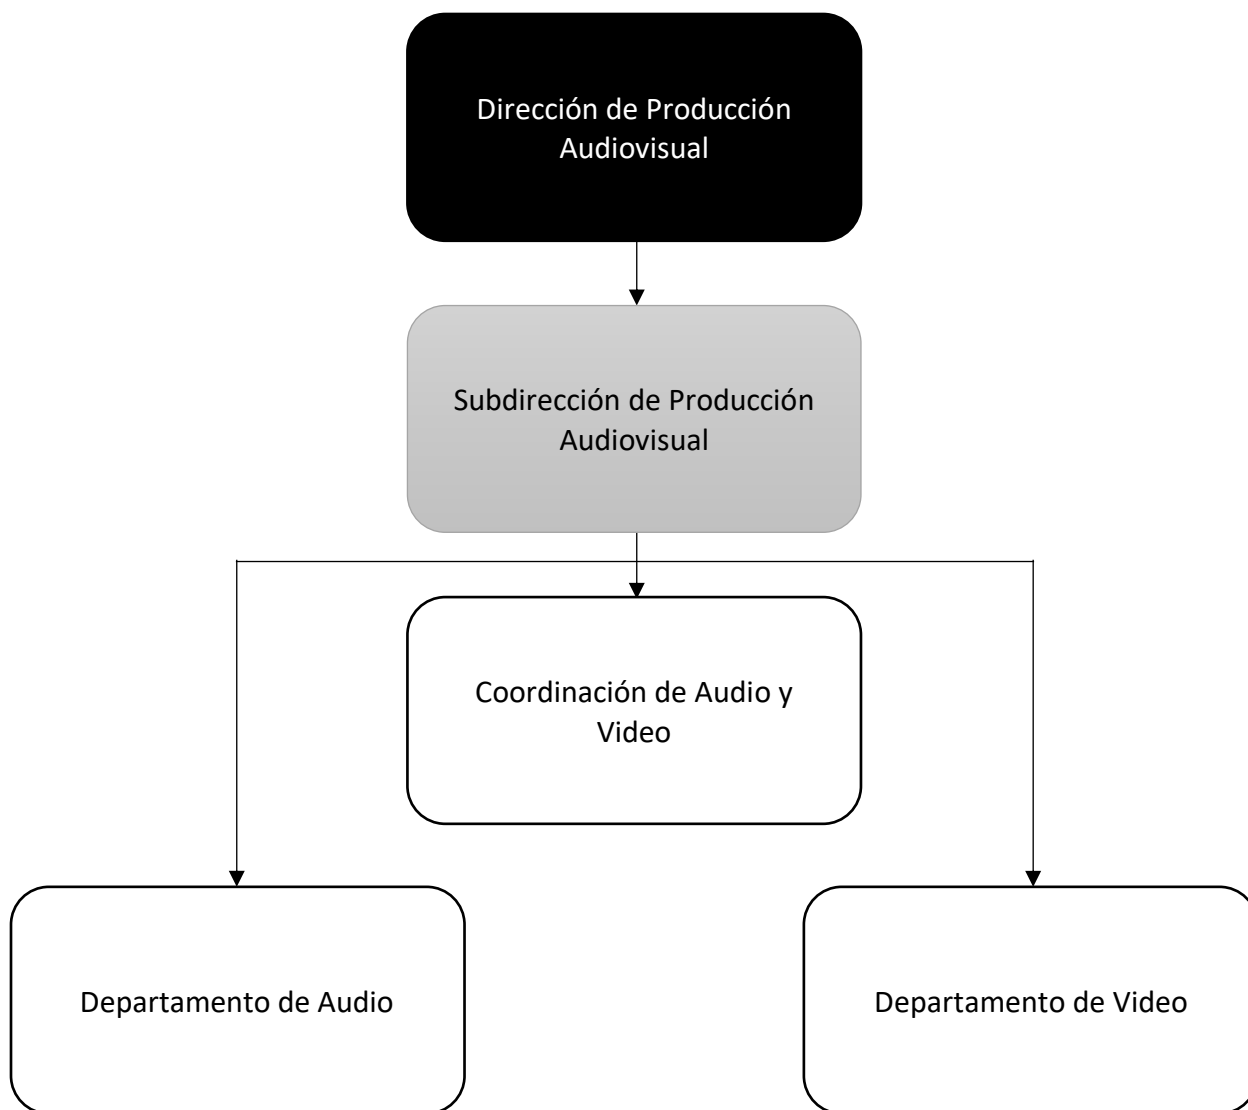 Dirección de Producción
Audiovisual
Subdirección de Producción
Audiovisual
Coordinación de Audio y
Video
Departamento de Audio
Departamento de Video